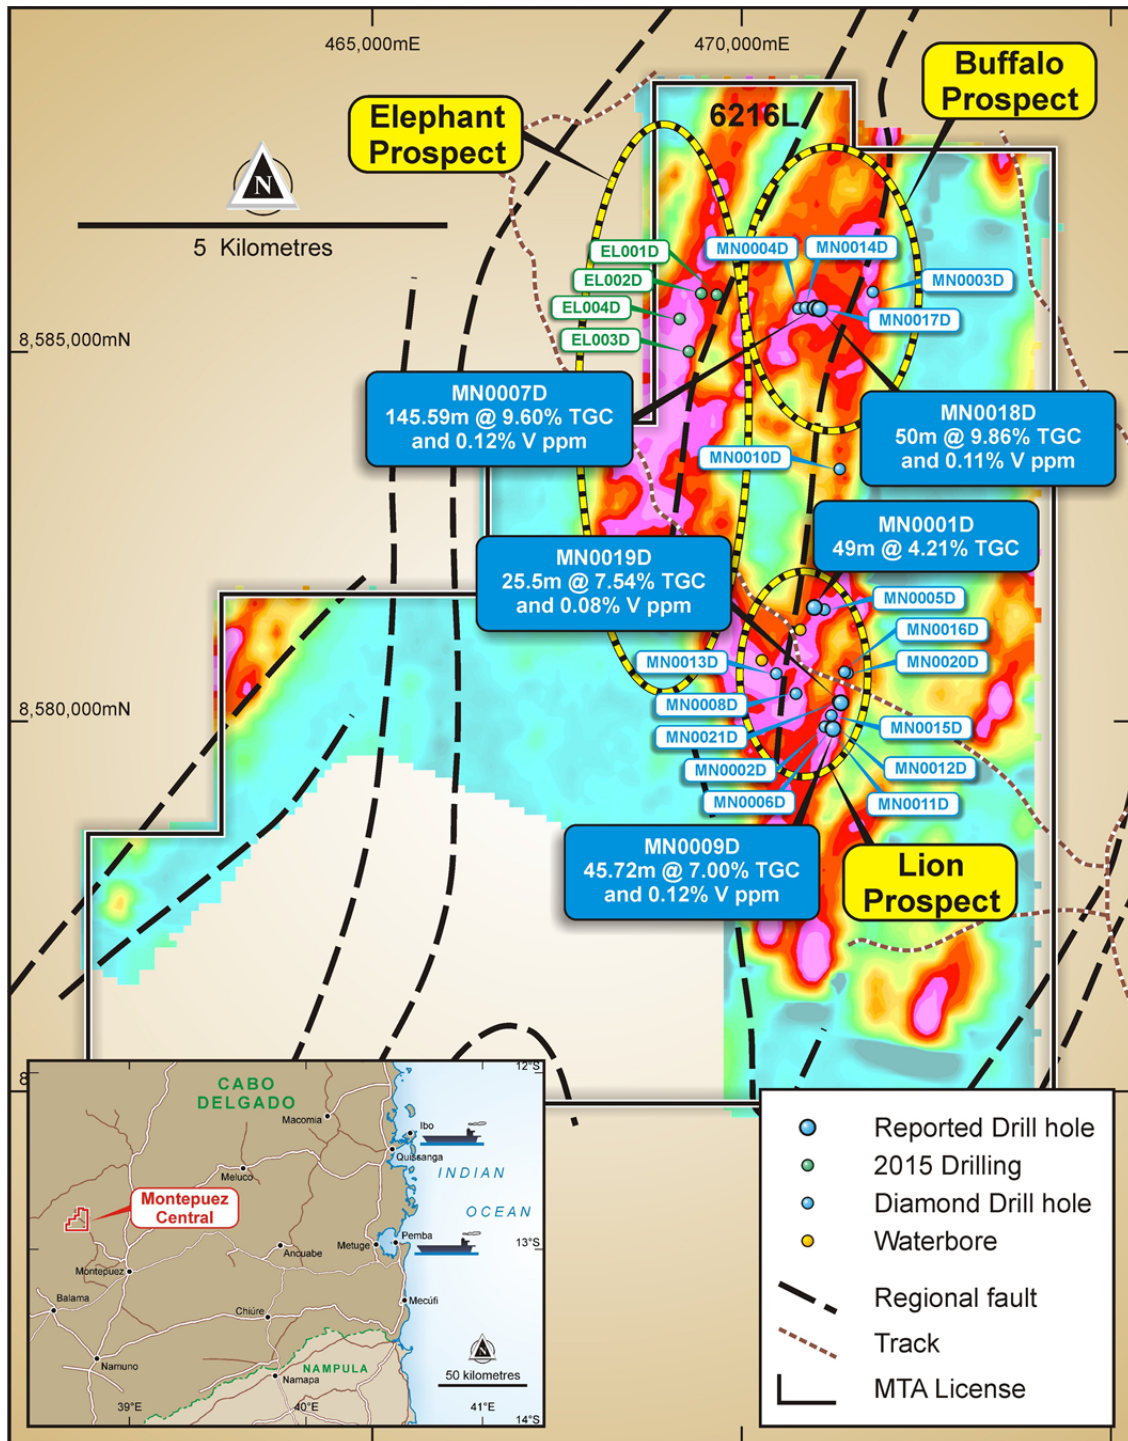 465,000mE
470,000mE
Buffalo
Prospect
6216L
Elephant
Prospect
N
5 Kilometres
EL001D
MN0004D
MN0014D
EL002D
MN0003D
EL004D
MN0017D
EL003D
8,585,000mN
MN0007D
145.59m @ 9.60% TGC
and 0.12% V ppm
MN0018D
50m @ 9.86% TGC
and 0.11% V ppm
MN0010D
MN0001D
49m @ 4.21% TGC
MN0019D
25.5m @ 7.54% TGC
and 0.08% V ppm
MN0005D
MN0016D
MN0013D
MN0020D
MN0008D
8,580,000mN
MN0015D
MN0021D
MN0002D
MN0012D
MN0006D
MN0011D
MN0009D
45.72m @ 7.00% TGC
and 0.12% V ppm
Lion
Prospect
8
CABO
DELGADO
12°S
Macomia
Ibo
Quissanga
Meluco
INDIAN
OCEAN
Montepuez
Central
Pemba
Metuge
13°S
Ancuabe
Montepuez
Balama
Mecúfi
Chiúre
Namuno
NAMPULA
Namapa
N
50 kilometres
39°E
40°E
41°E
14°S
Reported Drill hole
2015 Drilling
Diamond Drill hole
Waterbore
Regional fault
Track
MTA License